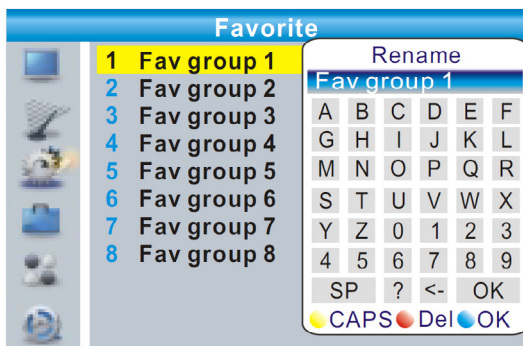 Favorite
1 Fav group 1
2 Fav group 2
3 Fav group 3
4 Fav group 4
5 Fav group 5
6 Fav group 6
7 Fav group 7
8 Fav group 8
Rename
Fav group 1
A B C D E F
G H I J K L
M N O P Q R
S T U V W X
Y Z 0 1 2 3
4 5 6 7 8 9
SP ? <- OK
CAPS Del OK